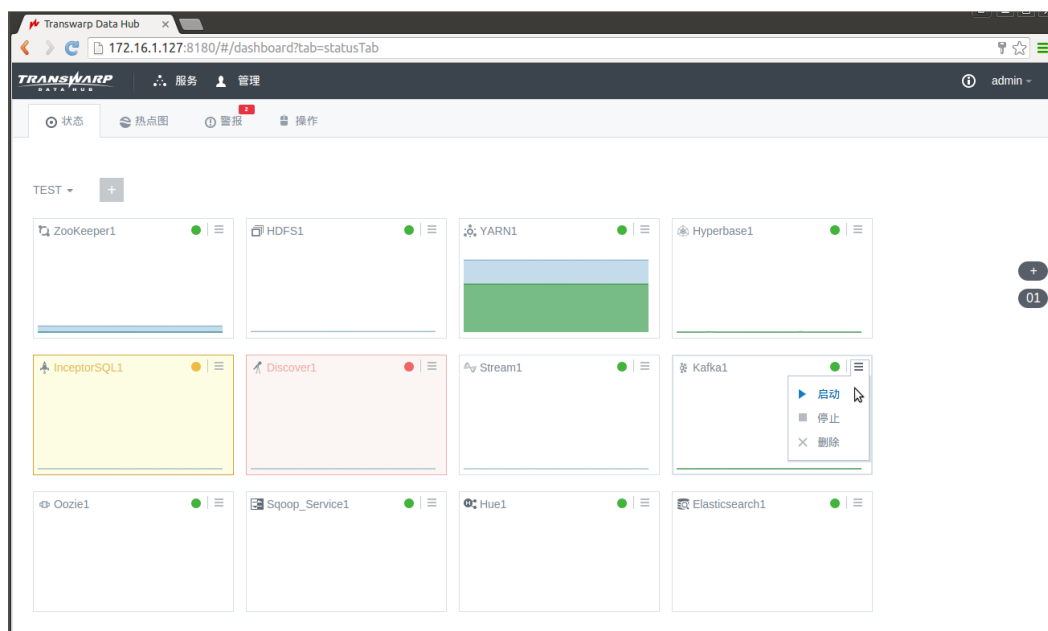 Transwarp Data Hub
172.16.1.127:8180/#/dashboard?tab=statusTab
TRANSWARP 服务 管理 admin
DATA HUB
状态 热点图 警报 2 操作
TEST +
ZooKeeper1 HDFS1 YARN1 Hyperbase1
+
01
InceptorSQL1 Discover1 Stream1 Kafka1
启动
停止
删除
Oozie1 Sqoop_Service1 Hue1 Elasticsearch1